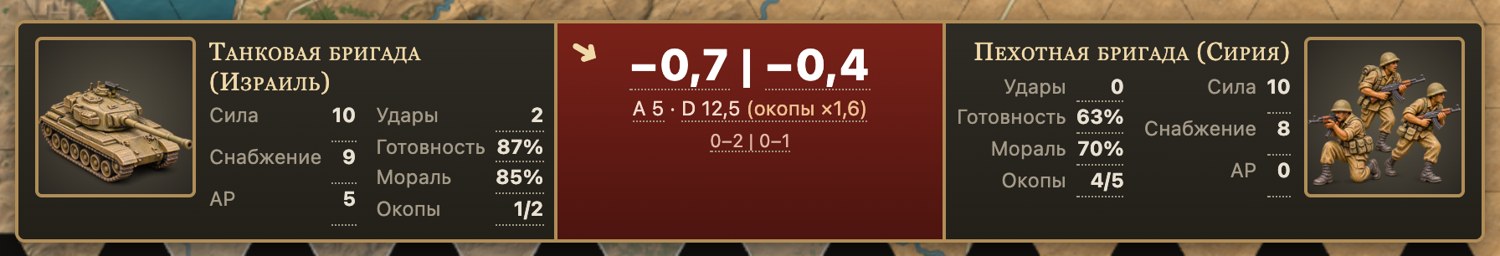 Танковая бригада
(Израиль)
Сила 10 Удары 2
Снабжение 9 Готовность 87%
Мораль 85%
AP 5 Окопы 1/2
−0,7 | −0,4
A 5 · D 12,5 (окопы ×1,6)
0–2 | 0–1
Пехотная бригада (Сирия)
Удары 0 Сила 10
Готовность 63% Снабжение 8
Мораль 70%
Окопы 4/5 AP 0